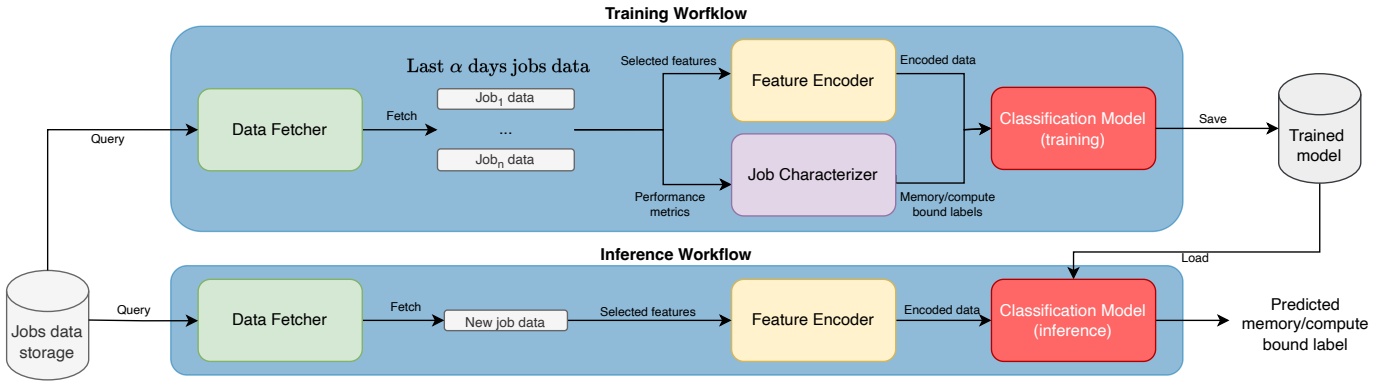 Training Worfklow
Last α days jobs data
Selected features
Encoded data
Feature Encoder
Job1 data
Data Fetcher
Fetch
...
Classification Model
(training)
Save
Trained
model
Query
Jobn data
Job Characterizer
Performance
metrics
Memory/compute
bound labels
Inference Workflow
Load
Jobs data
storage
Query
Data Fetcher
Fetch
New job data
Selected features
Feature Encoder
Encoded data
Classification Model
(inference)
Predicted
memory/compute
bound label